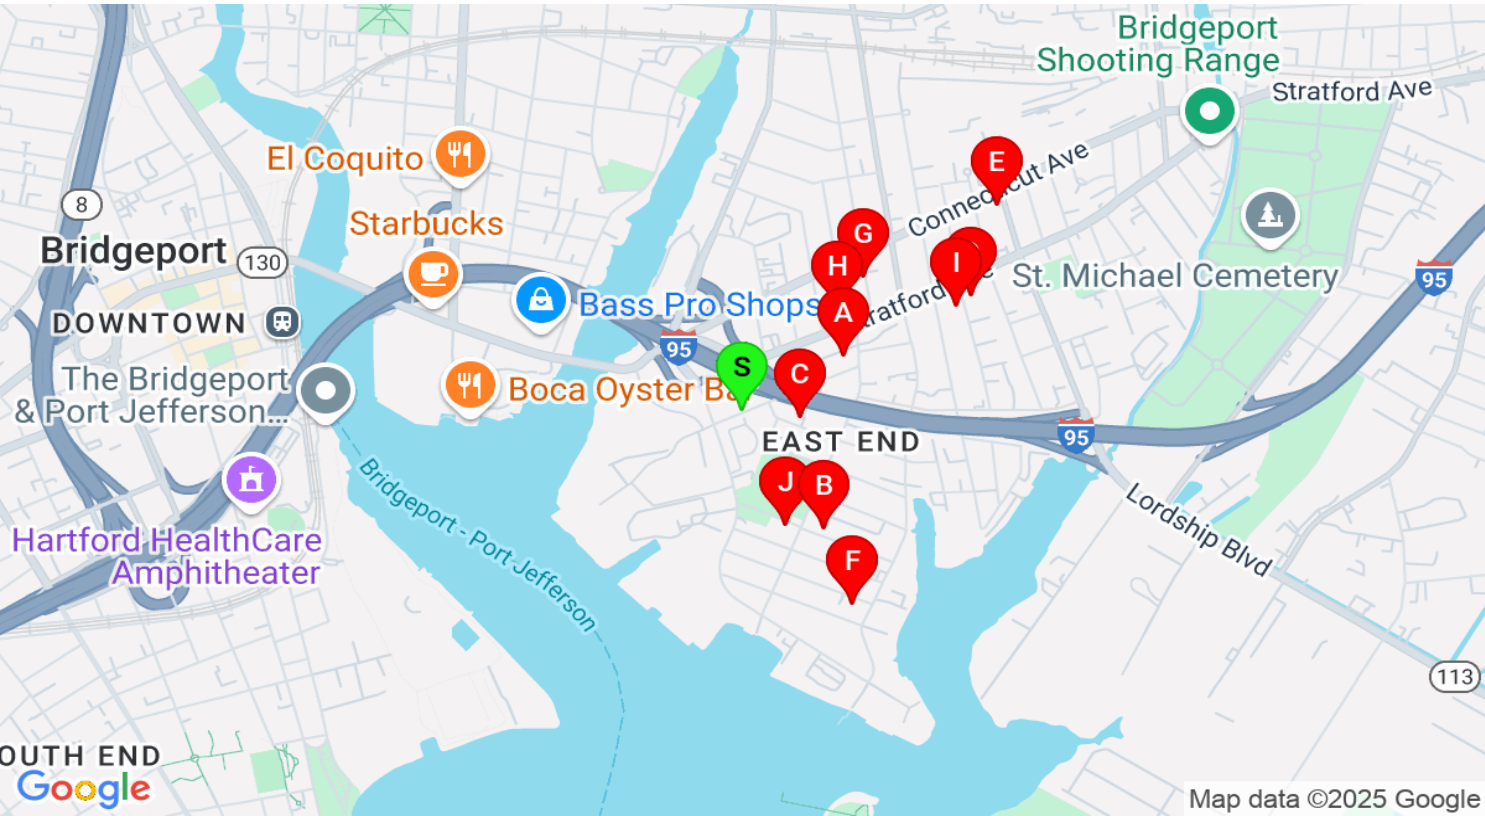 Bridgeport
Shooting Range
Stratford Ave
El Coquito
E
Connecticut Ave
8
Starbucks
Bridgeport
130
G
H
I
St. Michael Cemetery
95
Bass Pro Shops
A
DOWNTOWN
95
S
C
The Bridgeport
& Port Jefferson...
Boca Oyster
EAST END
95
J
B
Bridgeport - Port Jefferson
Lordship Blvd
Hartford HealthCare
Amphitheater
F
113
OUTH END
Google
Map data ©2025 Google